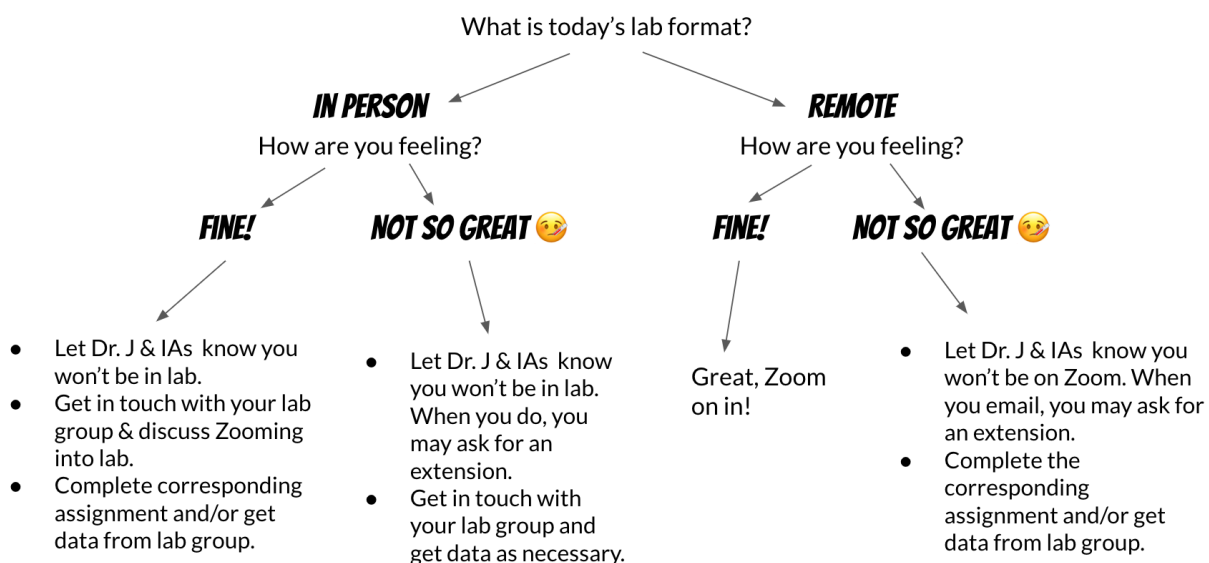 What is today's lab format?
IN PERSON
How are you feeling?
FINE!
● Let Dr. J & IAs  know you
won't be in lab.
● Get in touch with your lab
group & discuss Zooming
into lab.
● Complete corresponding
assignment and/or get
data from lab group.
NOT SO GREAT 🤒
● Let Dr. J & IAs  know
you won't be in lab.
When you do, you
may ask for an
extension.
● Get in touch with
your lab group and
get data as necessary.
REMOTE
How are you feeling?
FINE!
Great, Zoom
on in!
NOT SO GREAT 🤒
● Let Dr. J & IAs  know you
won't be on Zoom. When
you email, you may ask for
an extension.
● Complete the
corresponding
assignment and/or get
data from lab group.